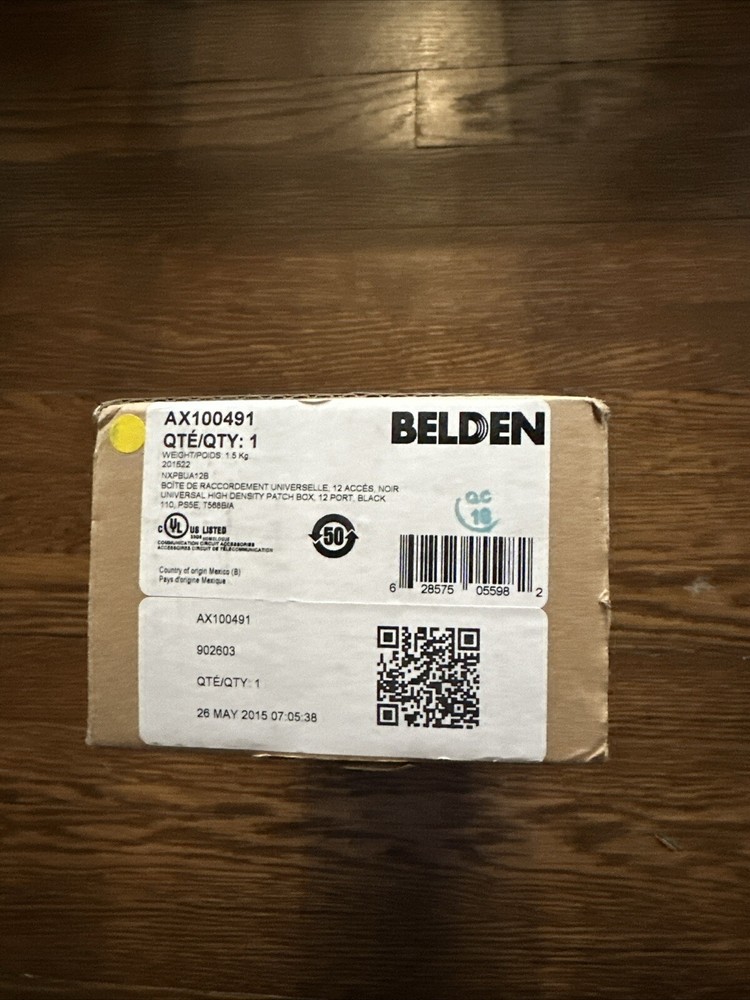 AX100491
QTÉ/QTY: 1
BELDEN
WEIGHT/POIDS: 1.5 Kg
201522
NXPBUA12B
BOÎTE DE RACCORDEMENT UNIVERSELLE, 12 ACCÈS, NOIR
UNIVERSAL HIGH DENSITY PATCH BOX, 12 PORT, BLACK
110, PS5E, T568B/A
QC
18
C UL US LISTED
COMMUNICATION CIRCUIT ACCESSORIES
ACCESSOIRES CIRCUIT DE TÉLÉCOMMUNICATION
50
Country of origin Mexico (B)
Pays d'origine Mexique
6 28575 05598 2
AX100491
902603
QTÉ/QTY: 1
26 MAY 2015 07:05:38